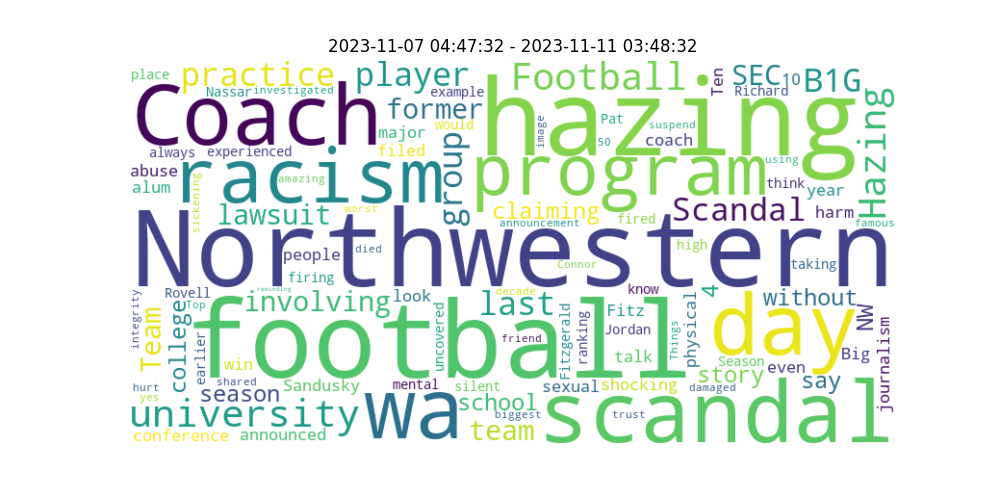 2023-11-07 04:47:32 - 2023-11-11 03:48:32
place
practice
player
Football
Ten
SEC
10
B1G
Nassar
investigated
example
Richard
Coach
former
hazing
Hazing
major
would
image
Pat
suspend
50
coach
always
experienced
filed
group
program
using
abuse
racism
alum
amazing
think
year
sickening
lawsuit
worst
claiming
announcement
fired
Scandal
harm
famous
Northwestern
people
died
high
Connor
taking
firing
reminding
know
integrity
Rovell
Top
involving
look
last
decade
4
without
Team
college
earlier
football
uncovered
friend
Fitzgerald
ranking
Fitz
Jordan
Things
physical
day
NW
journalism
talk
Big
win
Season
story
even
hurt
shared
Sandusky
mental
silent
sexual
shocking
damaged
say
yes
season
university
wa
school
biggest
trust
scandal
conference
announced
team